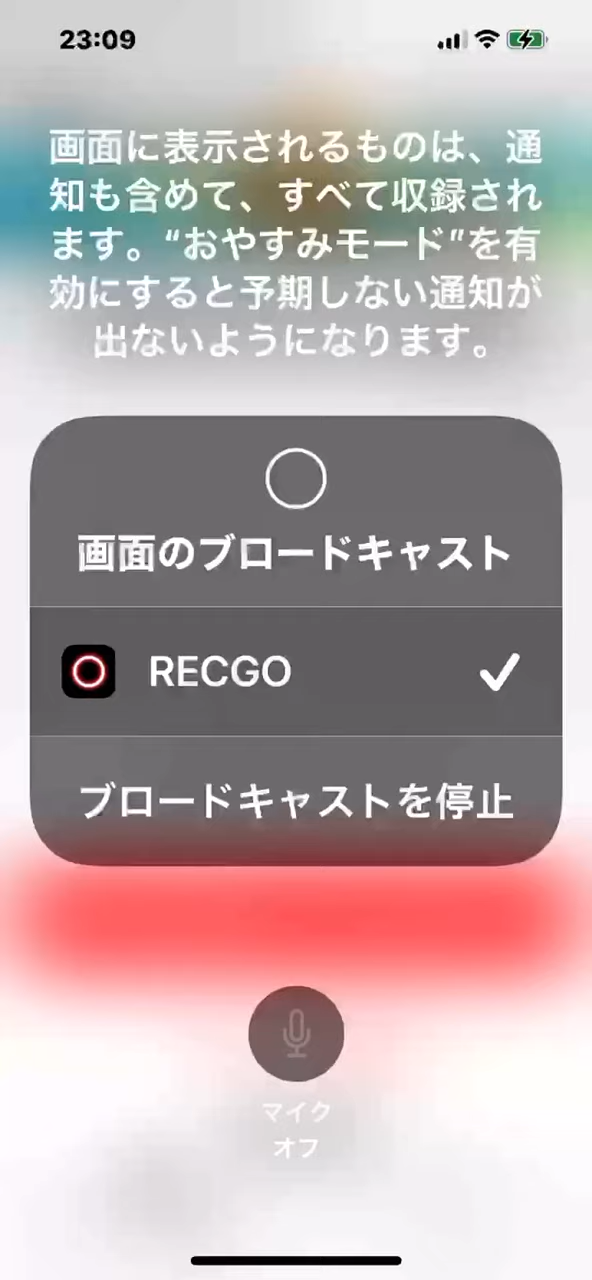 23:09
画面に表示されるものは、通
知も含めて、すべて収録され
ます。“おやすみモード”を有
効にすると予期しない通知が
出ないようになります。
画面のブロードキャスト
RECGO
ブロードキャストを停止
マイク
オフ